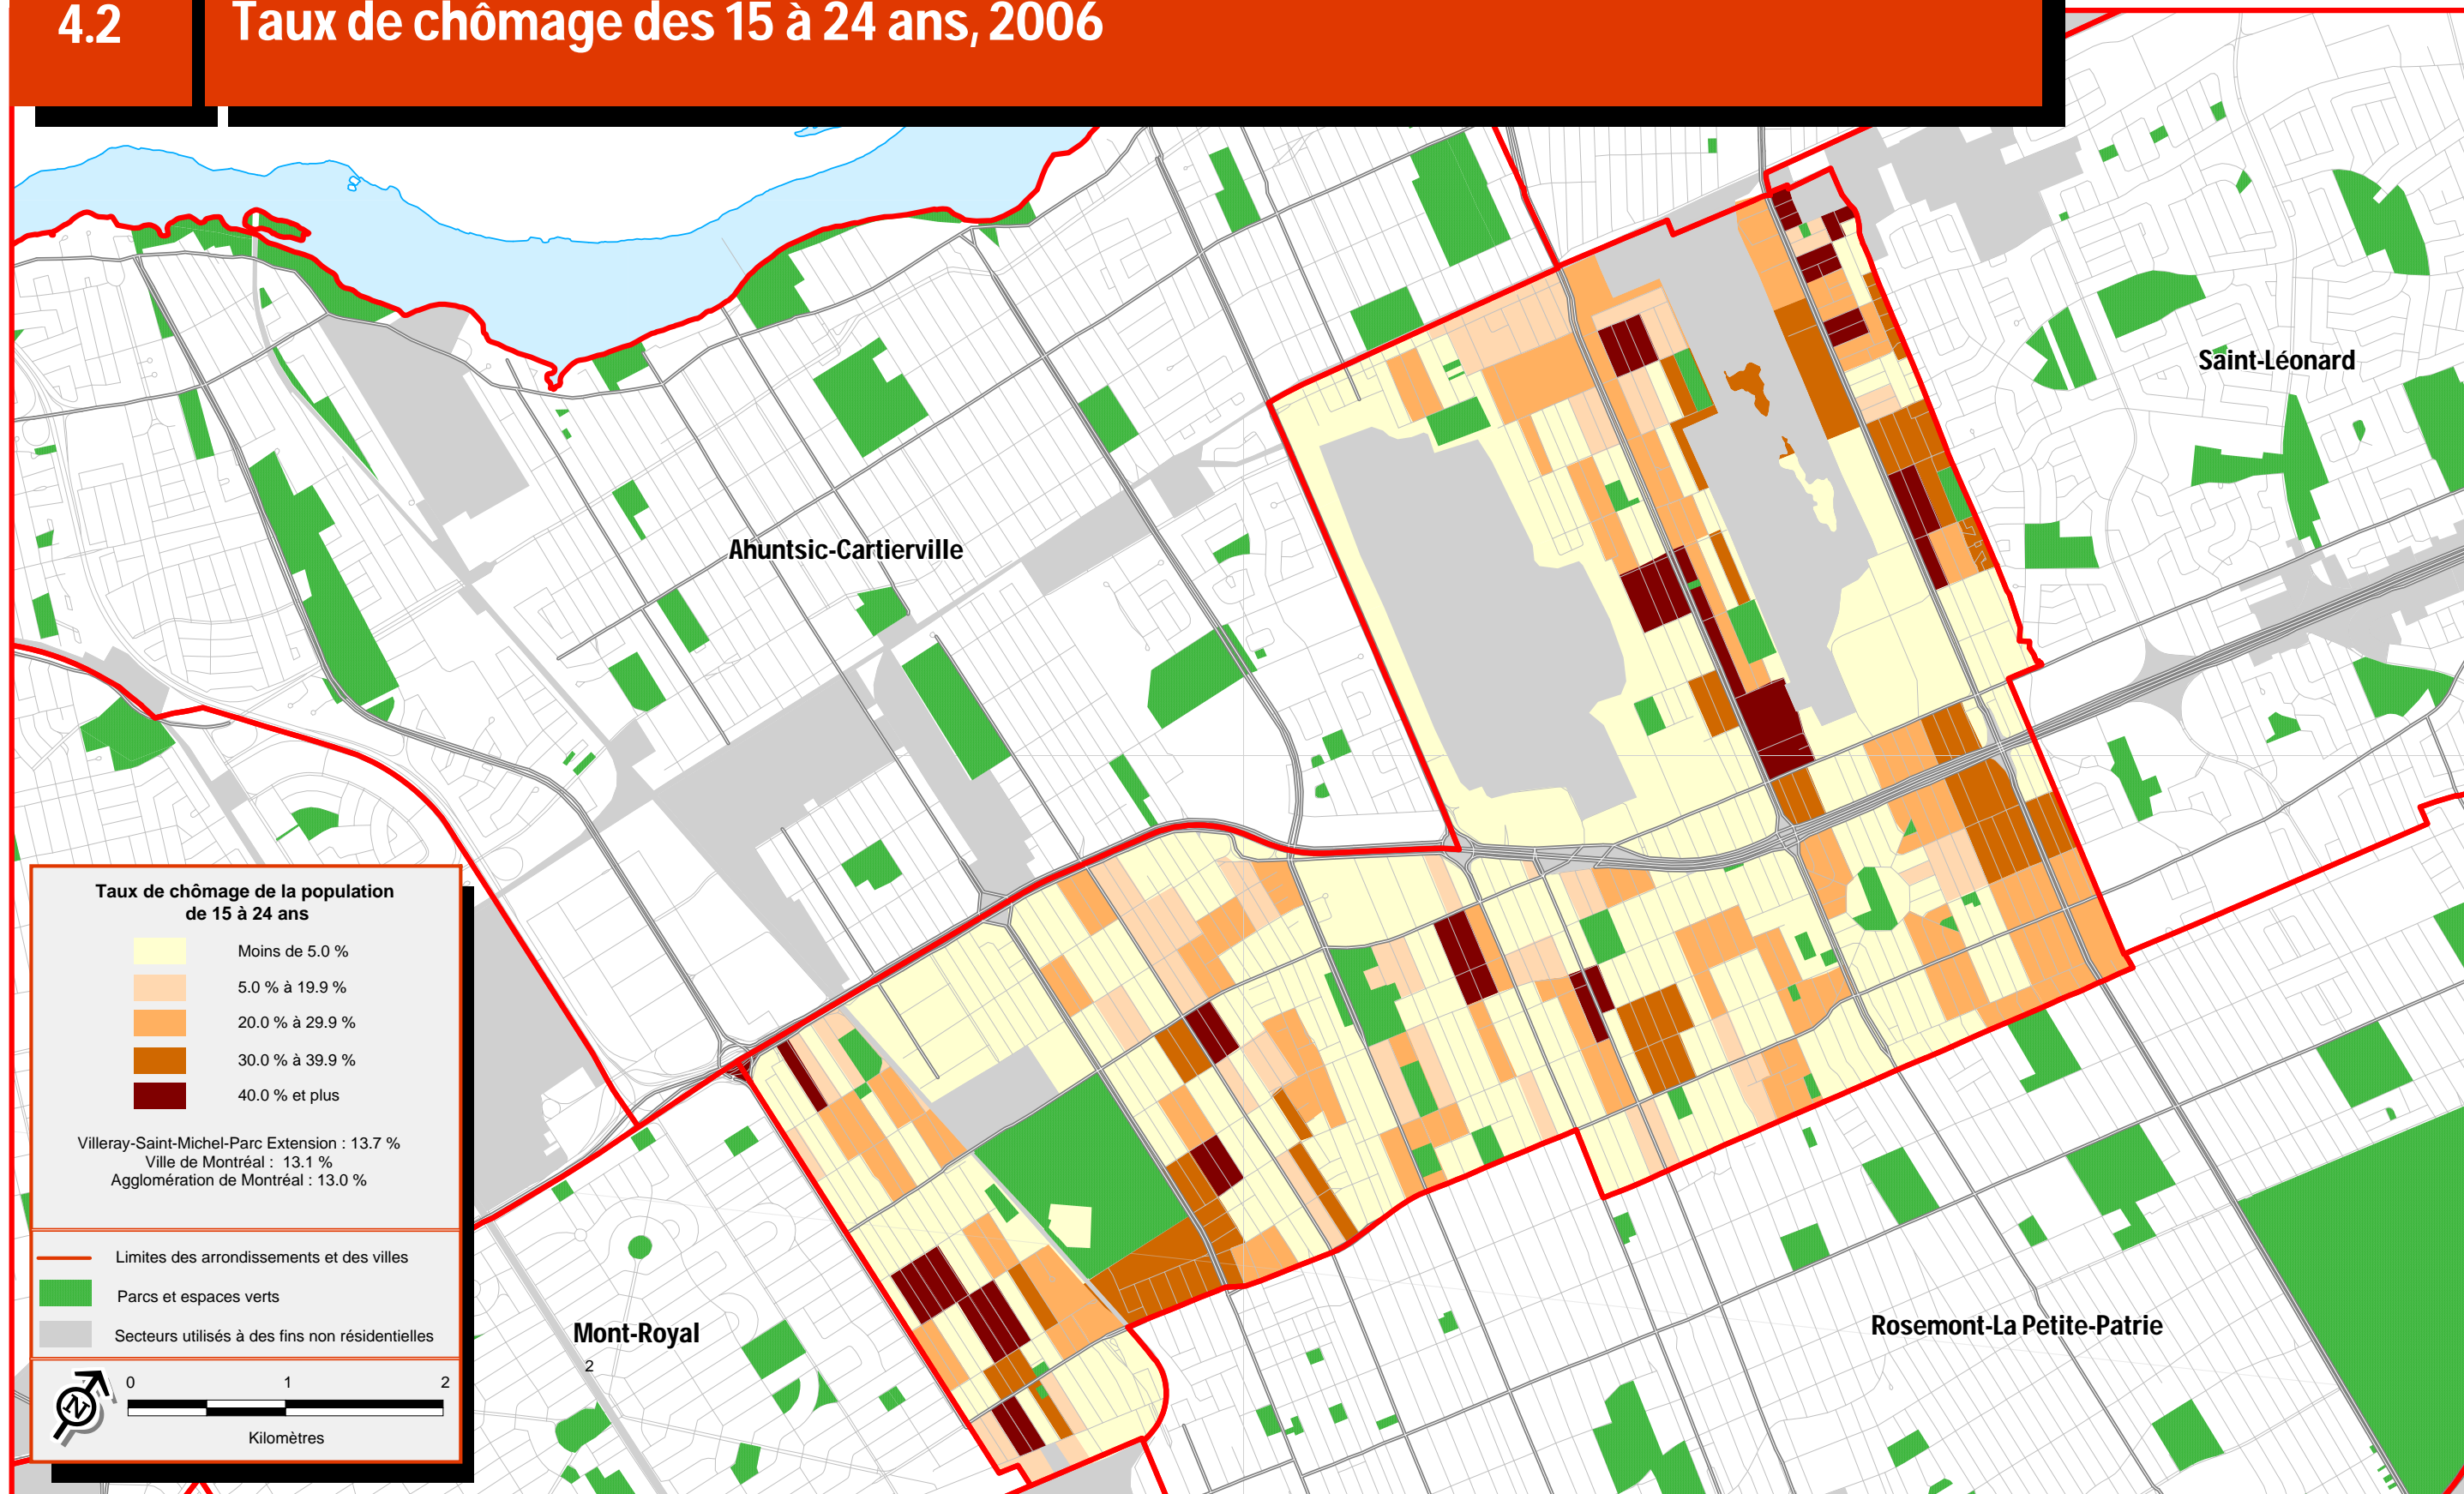 4.2
Taux de chômage des 15 à 24 ans, 2006
Saint-Léonard
Ahuntsic-Cartierville
Mont-Royal
2
Rosemont-La Petite-Patrie
Taux de chômage de la population
de 15 à 24 ans
Moins de 5.0 %
5.0 % à 19.9 %
20.0 % à 29.9 %
30.0 % à 39.9 %
40.0 % et plus
Villeray-Saint-Michel-Parc Extension : 13.7 %
Ville de Montréal : 13.1 %
Agglomération de Montréal : 13.0 %
Limites des arrondissements et des villes
Parcs et espaces verts
Secteurs utilisés à des fins non résidentielles
N
0 1 2
Kilomètres